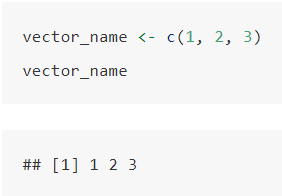 vector_name <- c(1, 2, 3)
vector_name
## [1] 1 2 3